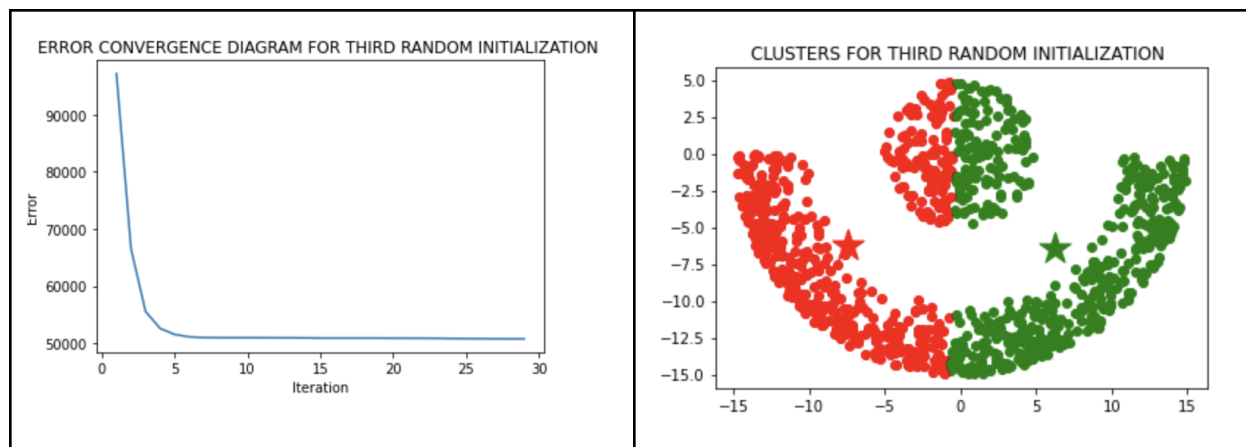 ERROR CONVERGENCE DIAGRAM FOR THIRD RANDOM INITIALIZATION
90000
80000
70000
60000
50000
Error
0 5 10 15 20 25 30
Iteration
CLUSTERS FOR THIRD RANDOM INITIALIZATION
5.0
2.5
0.0
−2.5
−5.0
−7.5
−10.0
−12.5
−15.0
−15 −10 −5 0 5 10 15